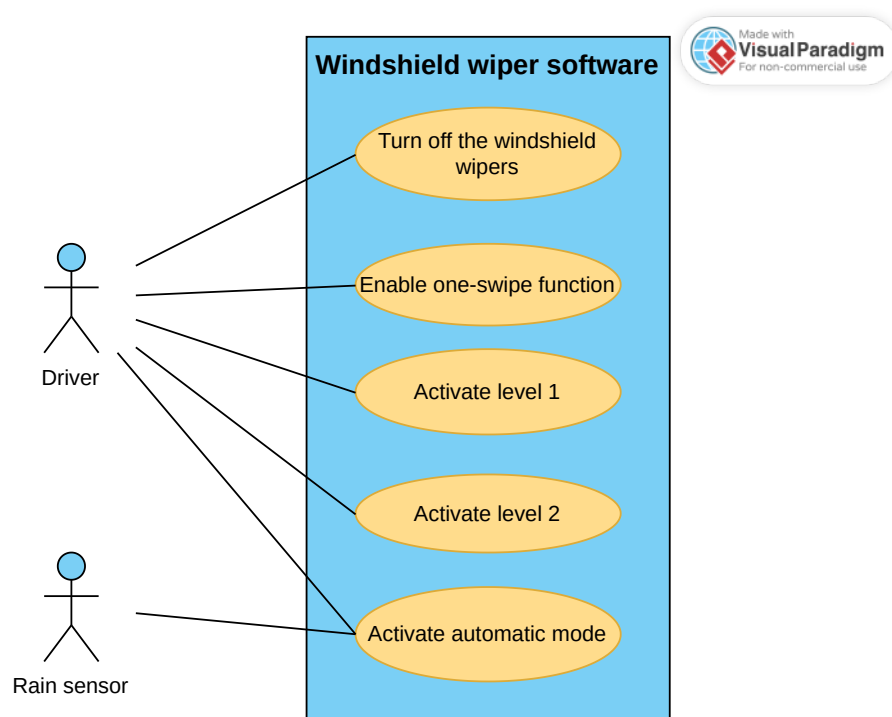 Made with
Visual Paradigm
For non-commercial use
Windshield wiper software
Turn off the windshield
wipers
Enable one-swipe function
Activate level 1
Driver
Activate level 2
Activate automatic mode
Rain sensor